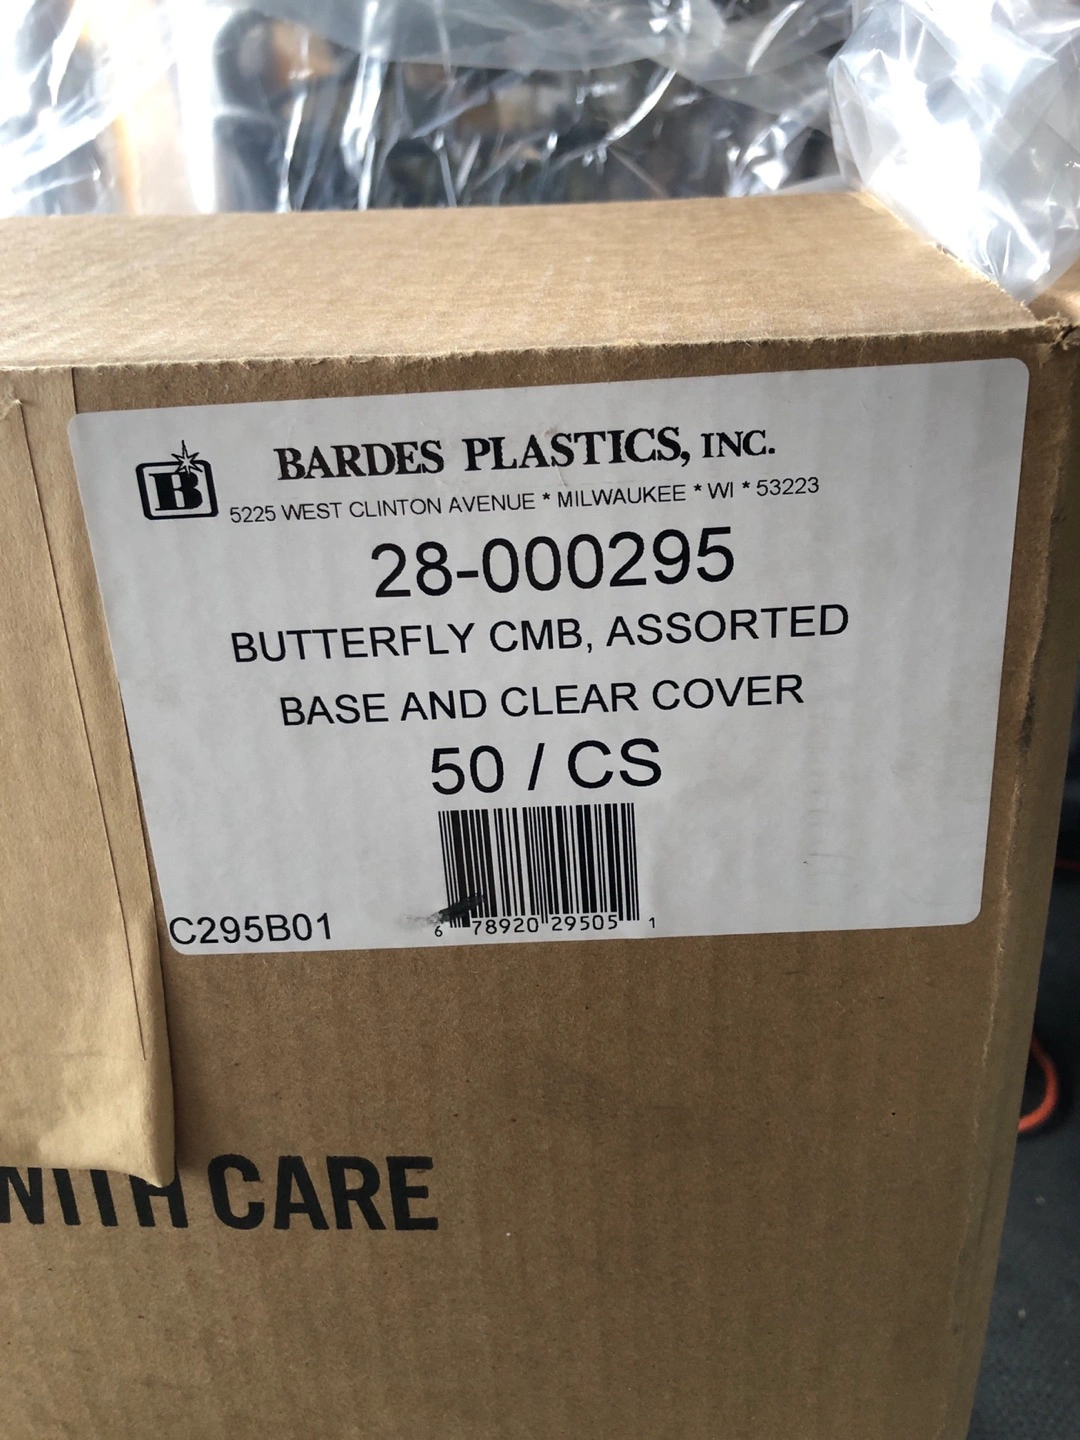 B
BARDES PLASTICS, INC.
5225 WEST CLINTON AVENUE * MILWAUKEE * WI * 53223
28-000295
BUTTERFLY CMB, ASSORTED
BASE AND CLEAR COVER
50 / CS
6 78920 29505 1
C295B01
WITH CARE